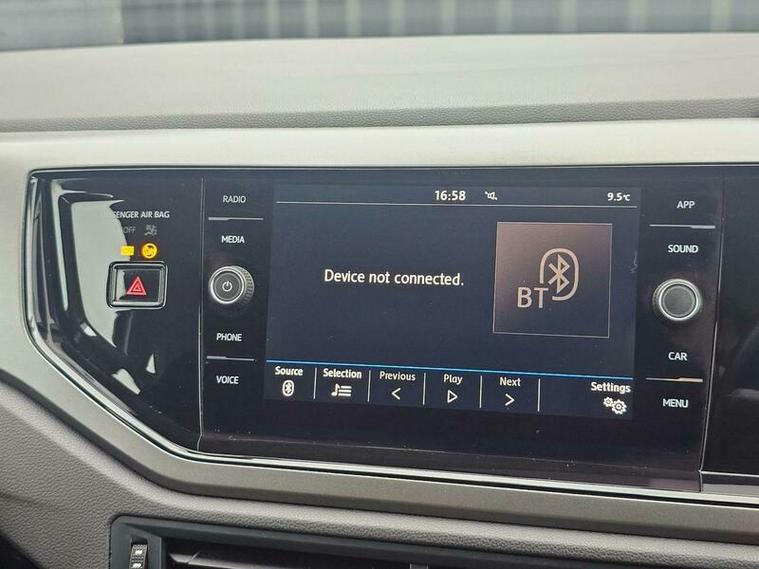 SENGER AIR BAG
OFF
RADIO
MEDIA
PHONE
VOICE
16:58
9.5°C
Device not connected.
BT
Source
Selection
Previous
Play
Next
Settings
APP
SOUND
CAR
MENU